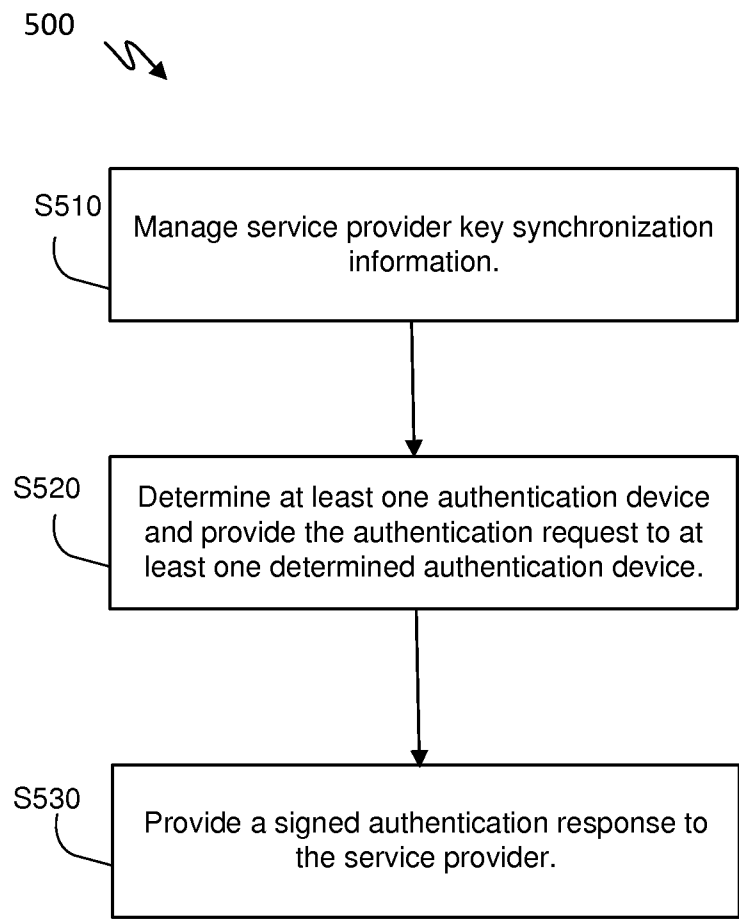 500
S510
Manage service provider key synchronization
information.
S520
Determine at least one authentication device
and provide the authentication request to at
least one determined authentication device.
S530
Provide a signed authentication response to
the service provider.